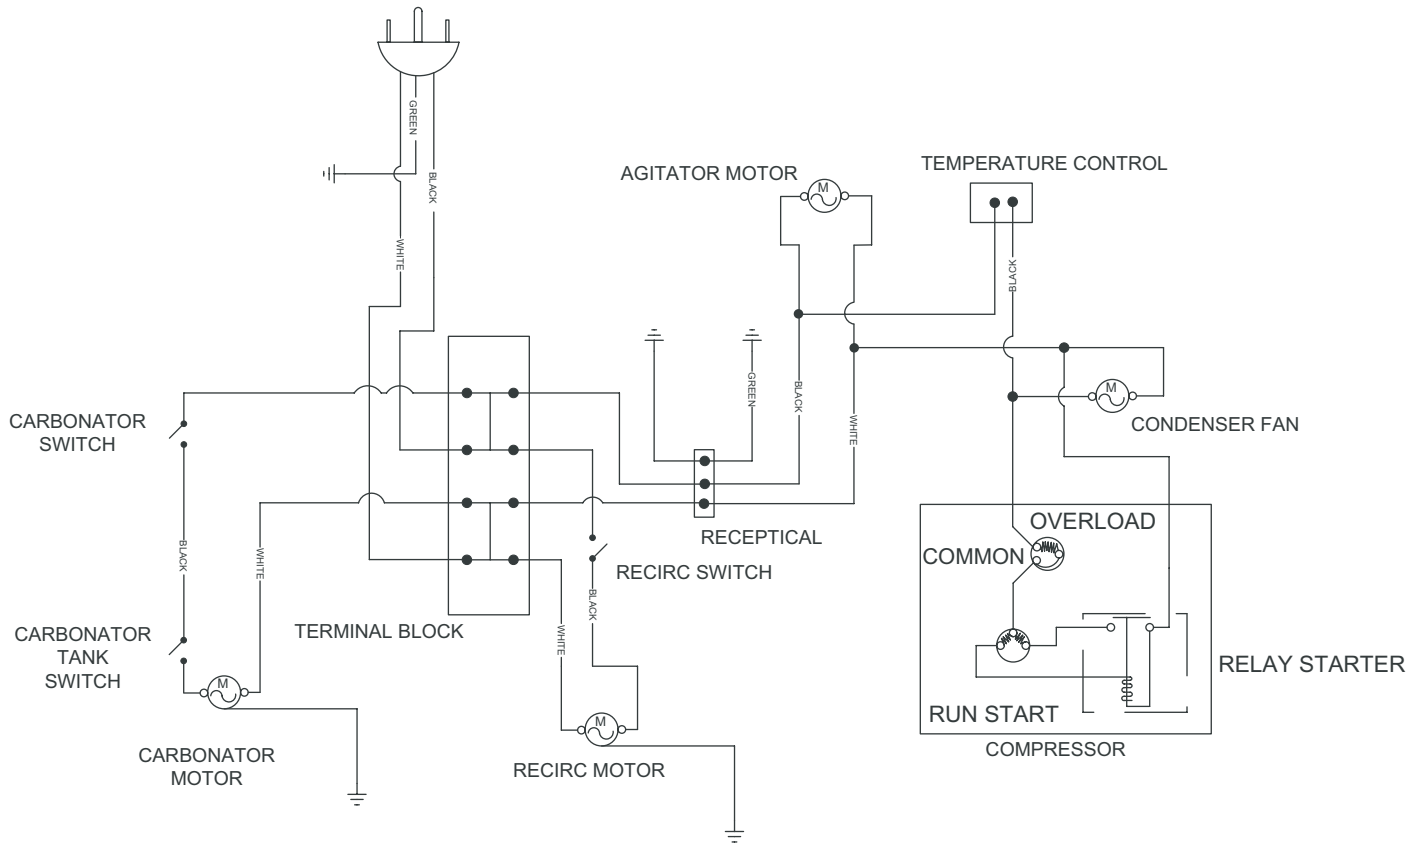 GREEN
BLACK
WHITE
AGITATOR MOTOR
M
TEMPERATURE CONTROL
BLACK
GREEN
BLACK
WHITE
M
CONDENSER FAN
CARBONATOR
SWITCH
BLACK
WHITE
TERMINAL BLOCK
RECEPTICAL
RECIRC SWITCH
BLACK
WHITE
OVERLOAD
COMMON
CARBONATOR
TANK
SWITCH
M
CARBONATOR
MOTOR
M
RECIRC MOTOR
RELAY STARTER
RUN START
COMPRESSOR